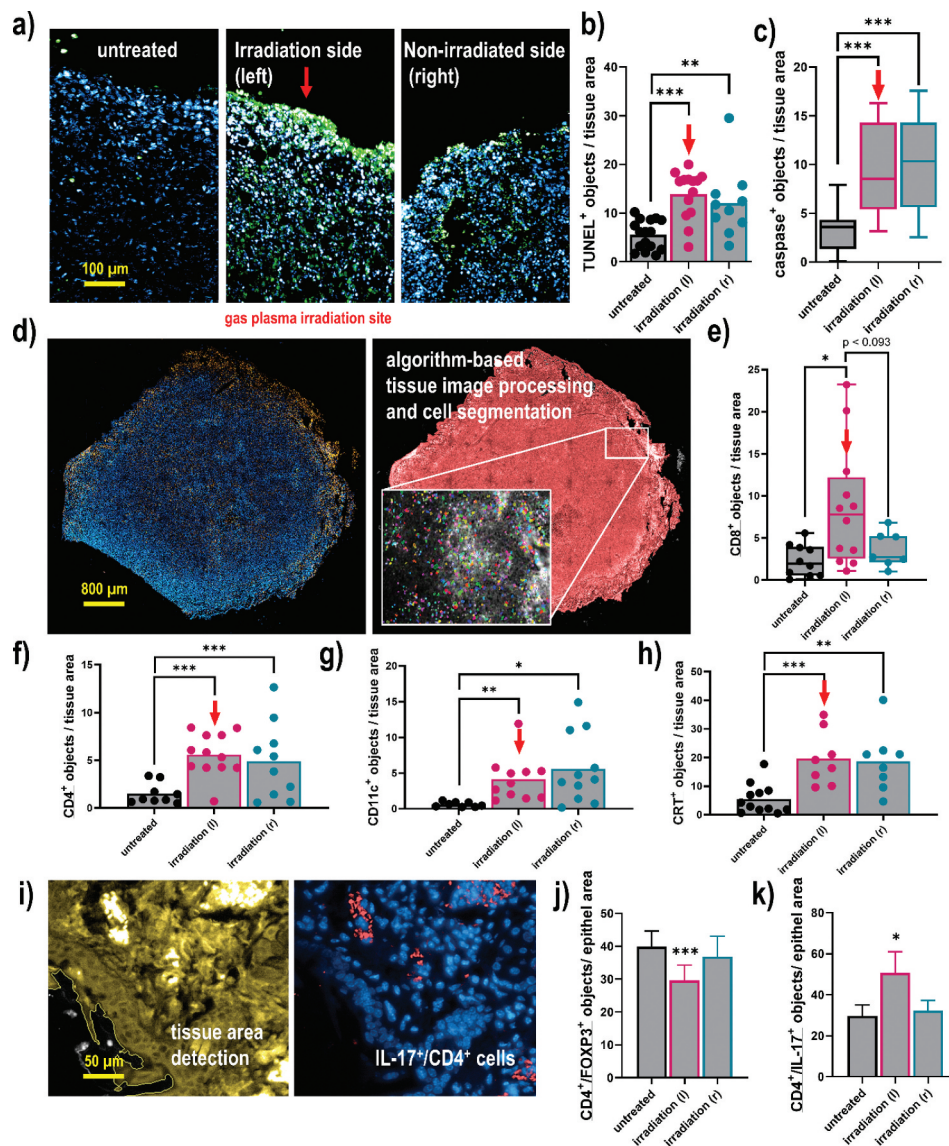 a)
untreated
Irradiation side
(left)
Non-irradiated side
(right)
100 µm
gas plasma irradiation site
b)
TUNEL⁺ objects / tissue area
40
30
20
10
0
**
***
untreated
irradiation (l)
irradiation (r)
c)
caspase⁺ objects / tissue area
20
15
10
5
0
***
***
untreated
irradiation (l)
irradiation (r)
d)
800 µm
algorithm-based
tissue image processing
and cell segmentation
e)
CD8⁺ objects / tissue area
25
20
15
10
5
0
p < 0.093
*
untreated
irradiation (l)
irradiation (r)
f)
CD4⁺ objects / tissue area
15
10
5
0
***
***
untreated
irradiation (l)
irradiation (r)
g)
CD11c⁺ objects / tissue area
20
15
10
5
0
*
**
untreated
irradiation (l)
irradiation (r)
h)
CRT⁺ objects / tissue area
50
40
30
20
10
0
**
***
untreated
irradiation (l)
irradiation (r)
i)
50 µm
tissue area
detection
IL-17⁺/CD4⁺ cells
j)
CD4⁺/FOXP3⁺ objects/ epithel area
50
40
30
20
10
0
***
untreated
irradiation (l)
irradiation (r)
k)
CD4⁺/IL-17⁺ objects/ epithel area
80
60
40
20
0
*
untreated
irradiation (l)
irradiation (r)